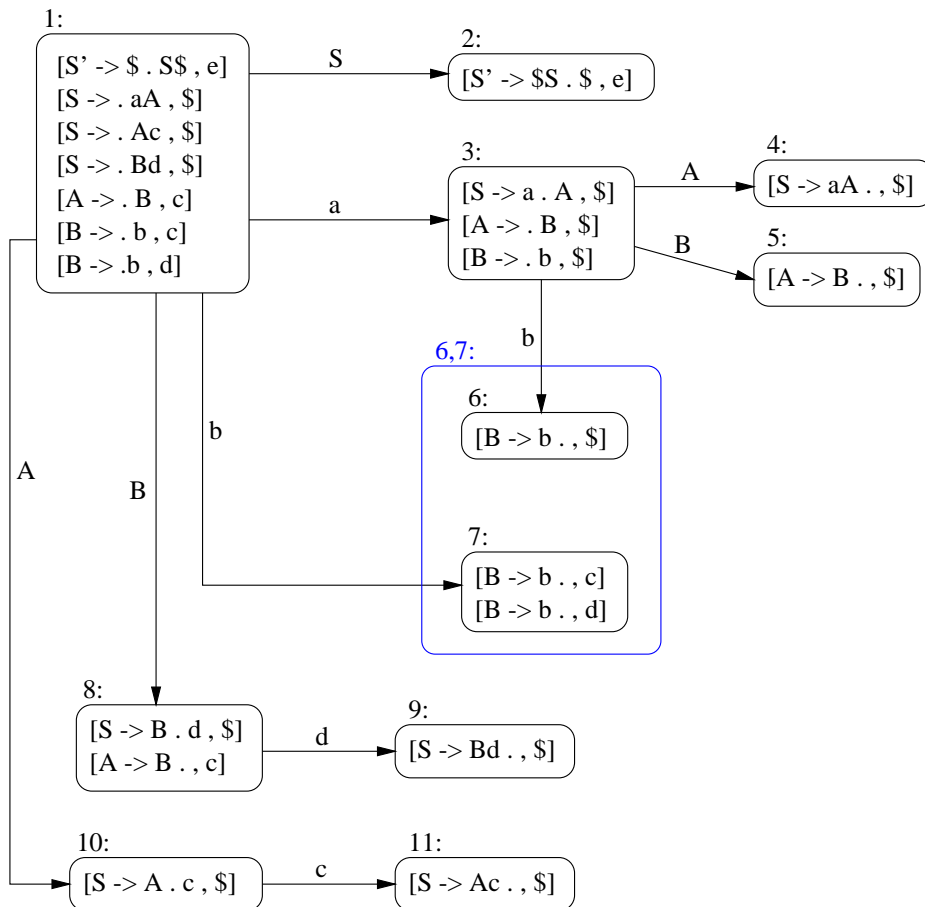 1:
[S’ -> $ . S$ , e]
[S -> . aA , $]
[S -> . Ac , $]
[S -> . Bd , $]
[A -> . B , c]
[B -> . b , c]
[B -> .b , d]
S
2:
[S’ -> $S . $ , e]
a
3:
[S -> a . A , $]
[A -> . B , $]
[B -> . b , $]
A
4:
[S -> aA . , $]
B
5:
[A -> B . , $]
b
6,7:
6:
[B -> b . , $]
b
7:
[B -> b . , c]
[B -> b . , d]
A
B
8:
[S -> B . d , $]
[A -> B . , c]
d
9:
[S -> Bd . , $]
10:
[S -> A . c , $]
c
11:
[S -> Ac . , $]